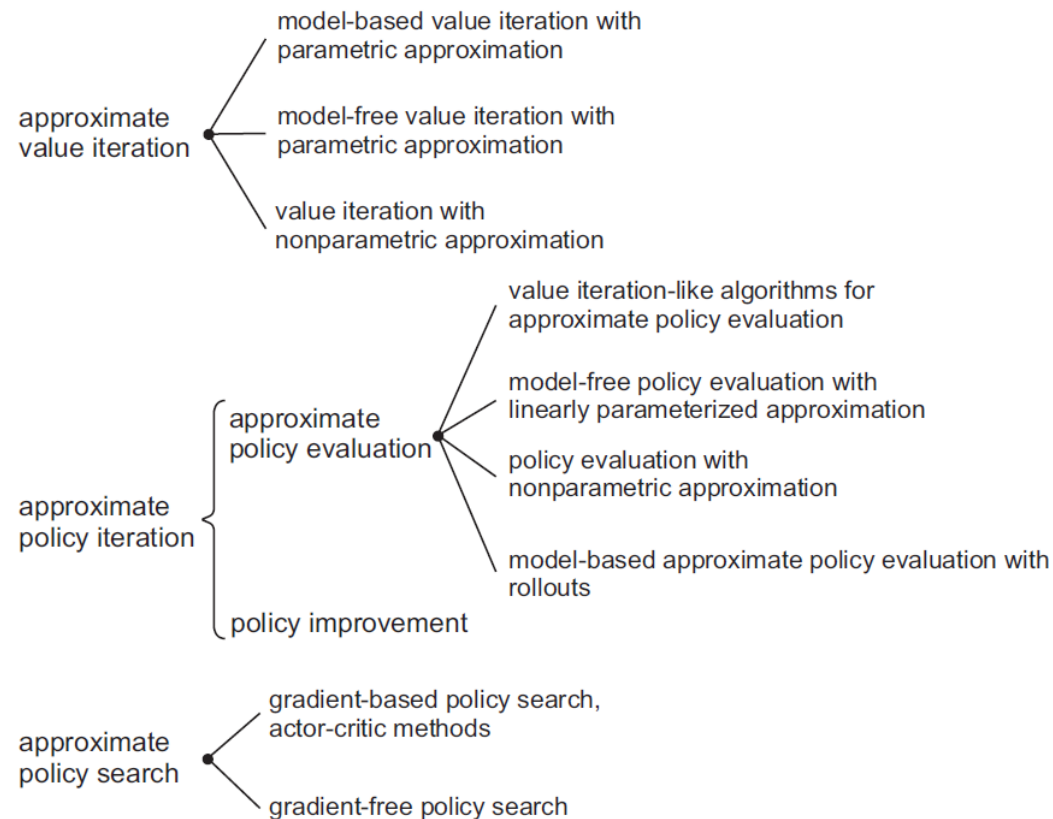 model-based value iteration with
parametric approximation
approximate
value iteration
model-free value iteration with
parametric approximation
value iteration with
nonparametric approximation
value iteration-like algorithms for
approximate policy evaluation
approximate
policy evaluation
model-free policy evaluation with
linearly parameterized approximation
policy evaluation with
nonparametric approximation
approximate
policy iteration
model-based approximate policy evaluation with
rollouts
policy improvement
gradient-based policy search,
actor-critic methods
approximate
policy search
gradient-free policy search